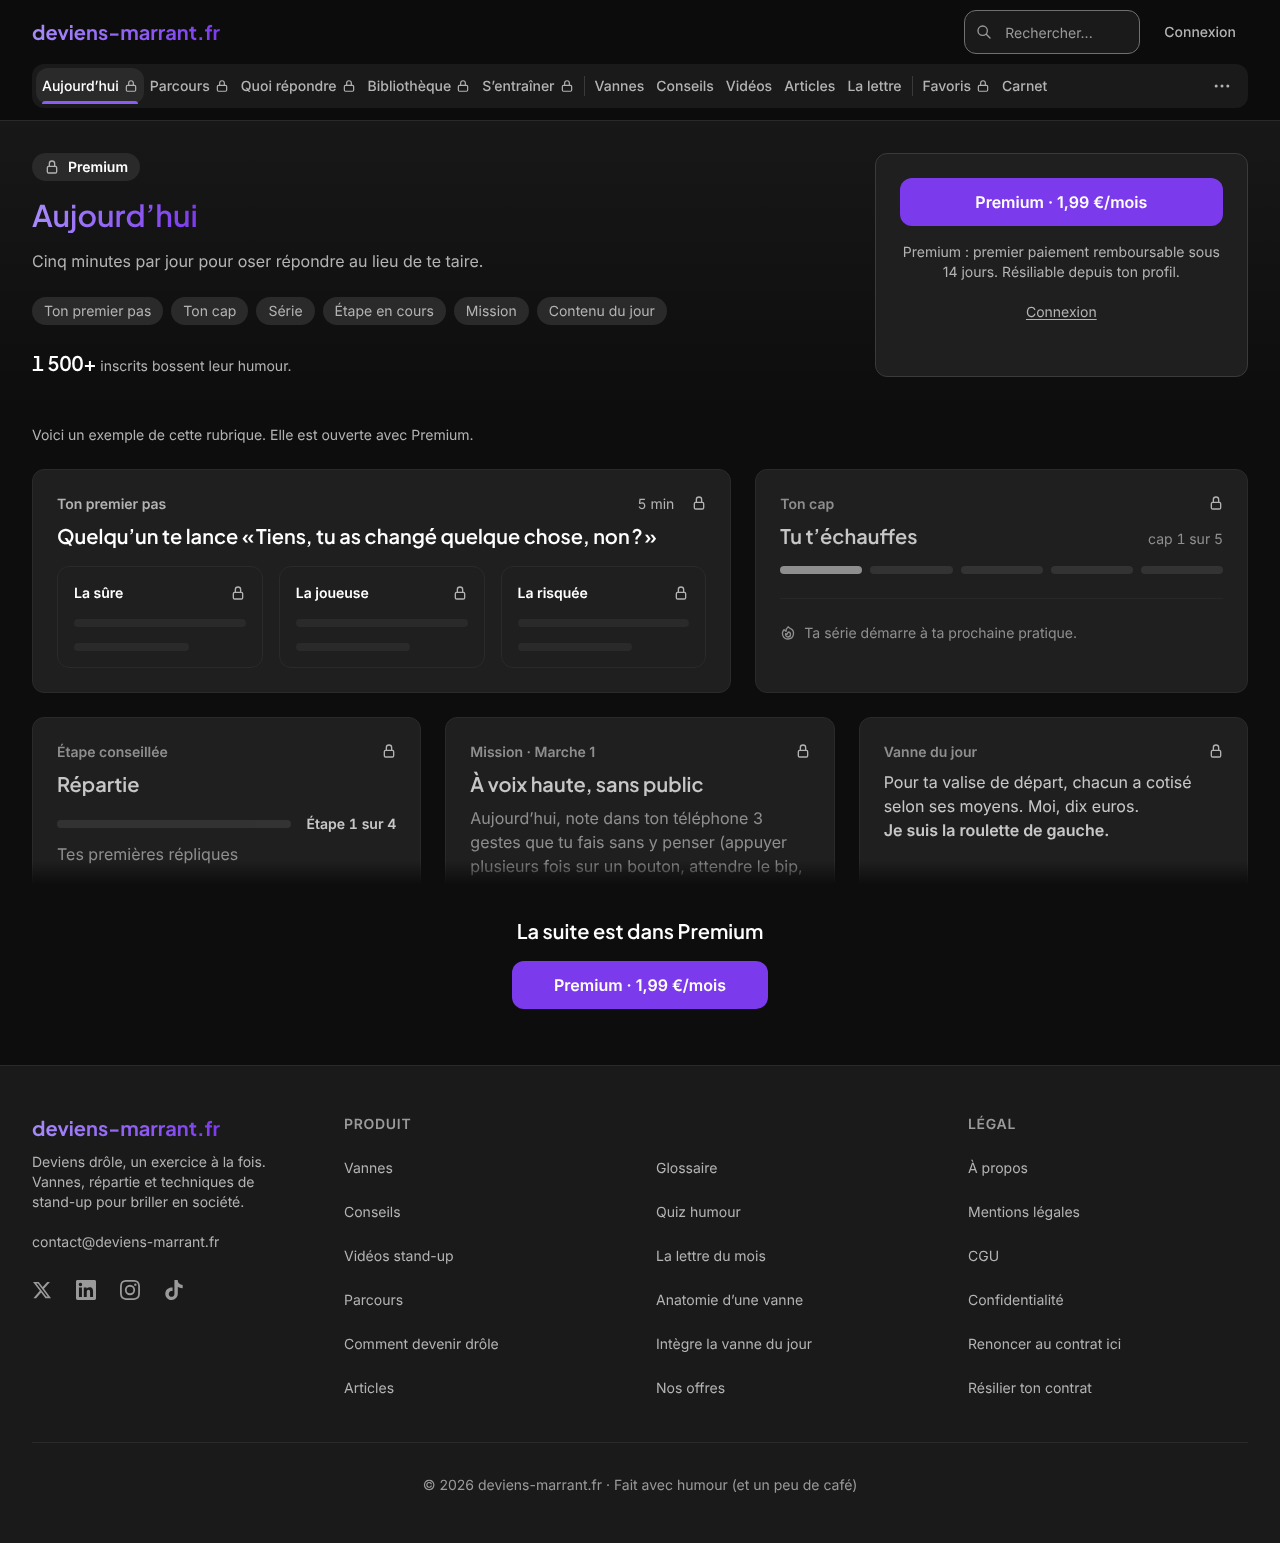 deviens-marrant.fr
Rechercher...
Connexion
Aujourd’hui
Parcours
Quoi répondre
Bibliothèque
S’entraîner
Vannes
Conseils
Vidéos
Articles
La lettre
Favoris
Carnet
Premium
Aujourd’hui
Cinq minutes par jour pour oser répondre au lieu de te taire.
Ton premier pas
Ton cap
Série
Étape en cours
Mission
Contenu du jour
1 500+ inscrits bossent leur humour.
Premium · 1,99 €/mois
Premium : premier paiement remboursable sous
14 jours. Résiliable depuis ton profil.
Connexion
Voici un exemple de cette rubrique. Elle est ouverte avec Premium.
Ton premier pas
5 min
Quelqu’un te lance « Tiens, tu as changé quelque chose, non ? »
La sûre
La joueuse
La risquée
Ton cap
Tu t’échauffes
cap 1 sur 5
Ta série démarre à ta prochaine pratique.
Étape conseillée
Répartie
Étape 1 sur 4
Tes premières répliques
Mission · Marche 1
À voix haute, sans public
Aujourd’hui, note dans ton téléphone 3
gestes que tu fais sans y penser (appuyer
plusieurs fois sur un bouton, attendre le bip,
Vanne du jour
Pour ta valise de départ, chacun a cotisé
selon ses moyens. Moi, dix euros.
Je suis la roulette de gauche.
La suite est dans Premium
Premium · 1,99 €/mois
deviens-marrant.fr
Deviens drôle, un exercice à la fois.
Vannes, répartie et techniques de
stand-up pour briller en société.
contact@deviens-marrant.fr
PRODUIT
Vannes
Conseils
Vidéos stand-up
Parcours
Comment devenir drôle
Articles
Glossaire
Quiz humour
La lettre du mois
Anatomie d’une vanne
Intègre la vanne du jour
Nos offres
LÉGAL
À propos
Mentions légales
CGU
Confidentialité
Renoncer au contrat ici
Résilier ton contrat
© 2026 deviens-marrant.fr · Fait avec humour (et un peu de café)